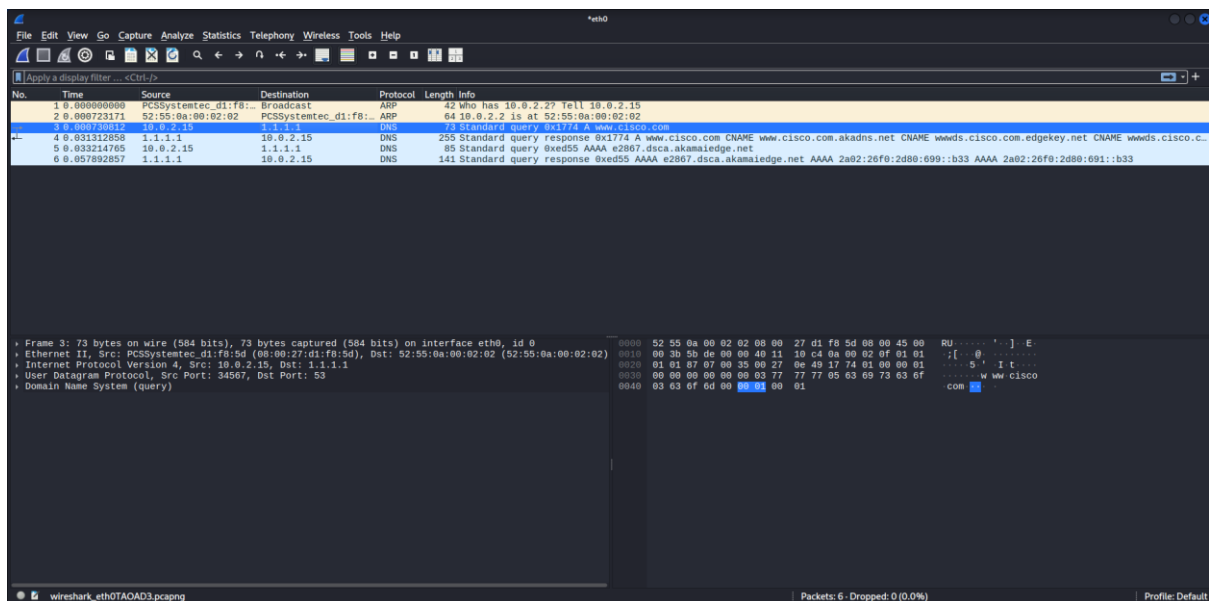 *eth0
File Edit View Go Capture Analyze Statistics Telephony Wireless Tools Help
Apply a display filter ... <Ctrl-/>
No. Time Source Destination Protocol Length Info
1 0.000000000 PCSSystemtec_d1:f8:… Broadcast ARP 42 Who has 10.0.2.2? Tell 10.0.2.15
2 0.000723171 52:55:0a:00:02:02 PCSSystemtec_d1:f8:… ARP 64 10.0.2.2 is at 52:55:0a:00:02:02
3 0.000730812 10.0.2.15 1.1.1.1 DNS 73 Standard query 0x1774 A www.cisco.com
4 0.031312858 1.1.1.1 10.0.2.15 DNS 255 Standard query response 0x1774 A www.cisco.com CNAME www.cisco.com.akadns.net CNAME wwwds.cisco.com.edgekey.net CNAME wwwds.cisco.c…
5 0.033214765 10.0.2.15 1.1.1.1 DNS 85 Standard query 0xed55 AAAA e2867.dsca.akamaiedge.net
6 0.057892857 1.1.1.1 10.0.2.15 DNS 141 Standard query response 0xed55 AAAA e2867.dsca.akamaiedge.net AAAA 2a02:26f0:2d80:699::b33 AAAA 2a02:26f0:2d80:691::b33
Frame 3: 73 bytes on wire (584 bits), 73 bytes captured (584 bits) on interface eth0, id 0
Ethernet II, Src: PCSSystemtec_d1:f8:5d (08:00:27:d1:f8:5d), Dst: 52:55:0a:00:02:02 (52:55:0a:00:02:02)
Internet Protocol Version 4, Src: 10.0.2.15, Dst: 1.1.1.1
User Datagram Protocol, Src Port: 34567, Dst Port: 53
Domain Name System (query)
0000 52 55 0a 00 02 02 08 00 27 d1 f8 5d 08 00 45 00 RU······ '··]··E·
0010 00 3b 5b de 00 00 40 11 10 c4 0a 00 02 0f 01 01 ·;[···@· ········
0020 01 01 87 07 00 35 00 27 0e 49 17 74 01 00 00 01 ·····5·' ·I·t····
0030 00 00 00 00 00 00 03 77 77 77 05 63 69 73 63 6f ·······w ww·cisco
0040 03 63 6f 6d 00 00 01 00 01 ·com·····
wireshark_eth0TAOAD3.pcapng
Packets: 6 · Dropped: 0 (0.0%)
Profile: Default